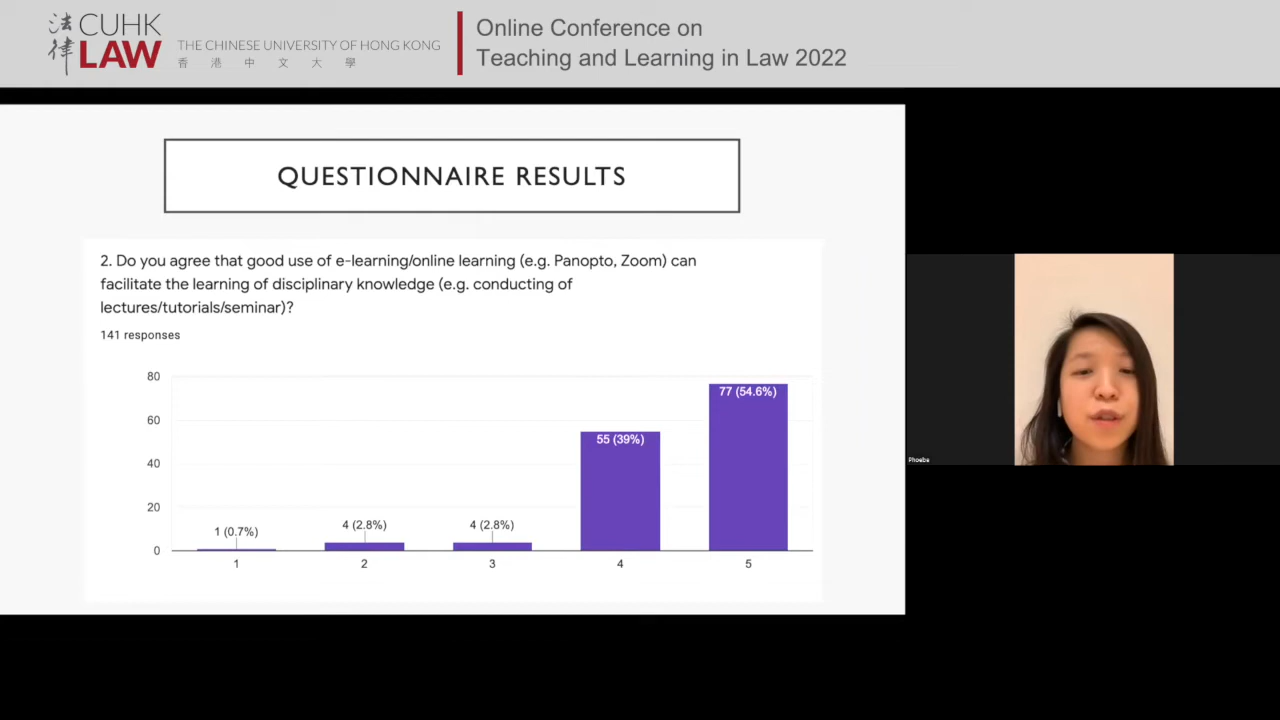 法律
CUHK
LAW
THE CHINESE UNIVERSITY OF HONG KONG
香港中文大學
Online Conference on
Teaching and Learning in Law 2022
QUESTIONNAIRE RESULTS
2. Do you agree that good use of e-learning/online learning (e.g. Panopto, Zoom) can
facilitate the learning of disciplinary knowledge (e.g. conducting of
lectures/tutorials/seminar)?
141 responses
80
60
40
20
0
1 (0.7%)
4 (2.8%)
4 (2.8%)
55 (39%)
77 (54.6%)
1
2
3
4
5
Phoebe